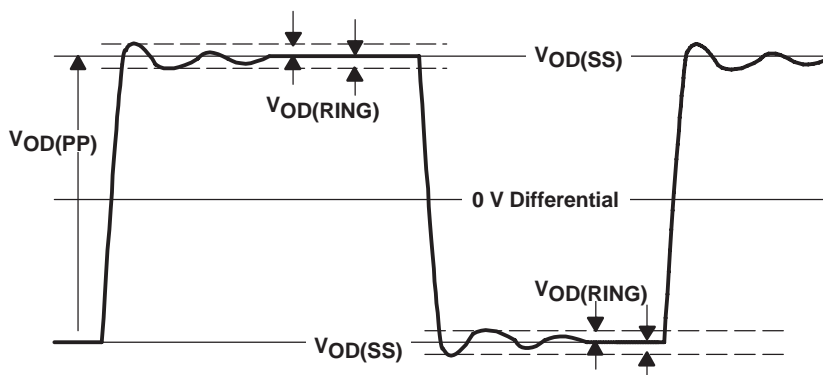 VOD(SS)
VOD(RING)
VOD(PP)
0 V Differential
VOD(RING)
VOD(SS)